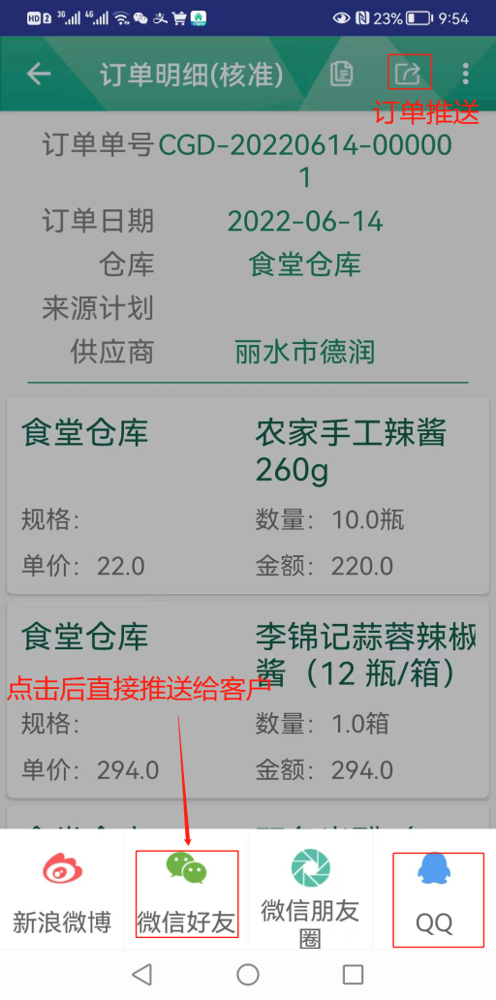 HD 2 3G 4G 支 23% 9:54
订单明细(核准)
订单推送
订单单号 CGD-20220614-00000
1
订单日期 2022-06-14
仓库 食堂仓库
来源计划
供应商 丽水市德润
食堂仓库 农家手工辣酱
260g
规格: 数量: 10.0瓶
单价: 22.0 金额: 220.0
食堂仓库 李锦记蒜蓉辣椒
酱（12 瓶/箱）
点击后直接推送给客户
规格: 数量: 1.0箱
单价: 294.0 金额: 294.0
新浪微博 微信好友 微信朋友
圈 QQ